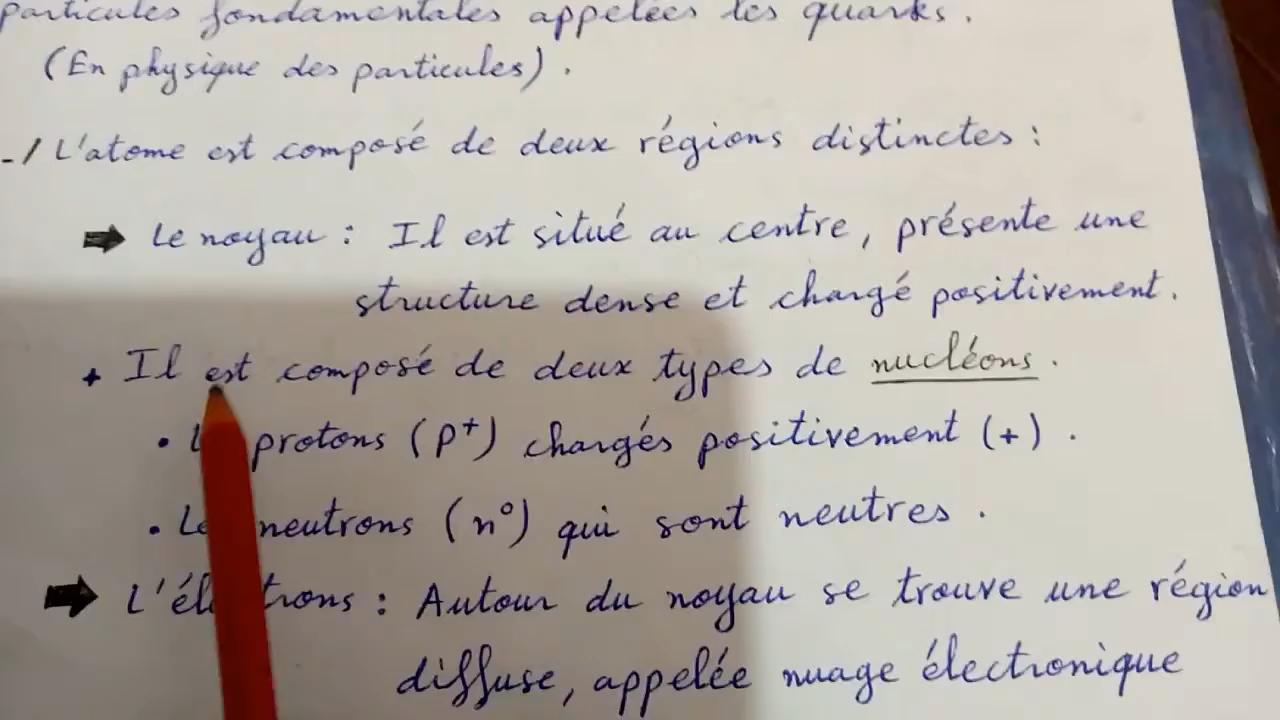 particules fondamentales appelées les quarks.
(En physique des particules).
-/ L'atome est composé de deux régions distinctes :
➡ Le noyau : Il est situé au centre, présente une
structure dense et chargé positivement.
+ Il est composé de deux types de nucléons.
• protons (p⁺) chargés positivement (+).
• neutrons (n°) qui sont neutres.
➡ : Autour du noyau se trouve une région
diffuse, appelée nuage électronique